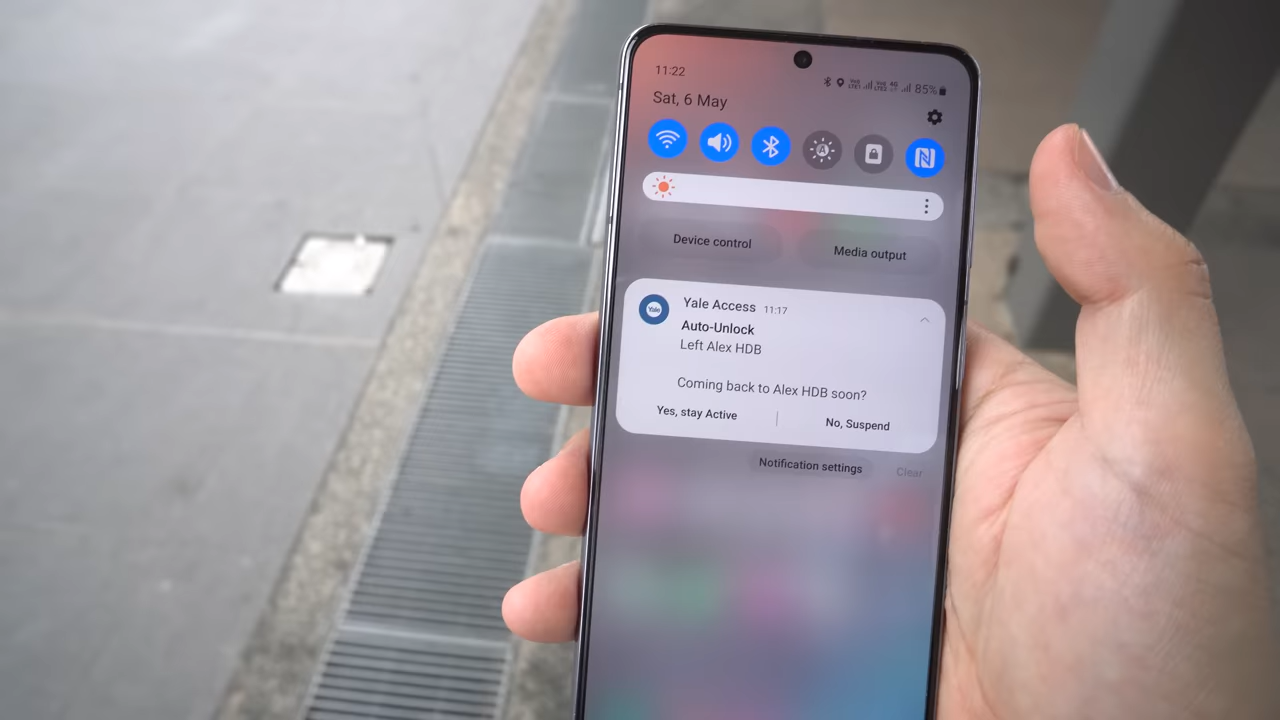 11:22
85%
Sat, 6 May
Device control
Media output
Yale
Yale Access 11:17
Auto-Unlock
Left Alex HDB
Coming back to Alex HDB soon?
Yes, stay Active
No, Suspend
Notification settings
Clear